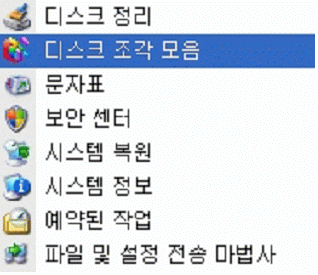 디스크 정리
디스크 조각 모음
문자표
보안 센터
시스템 복원
시스템 정보
예약된 작업
파일 및 설정 전송 마법사